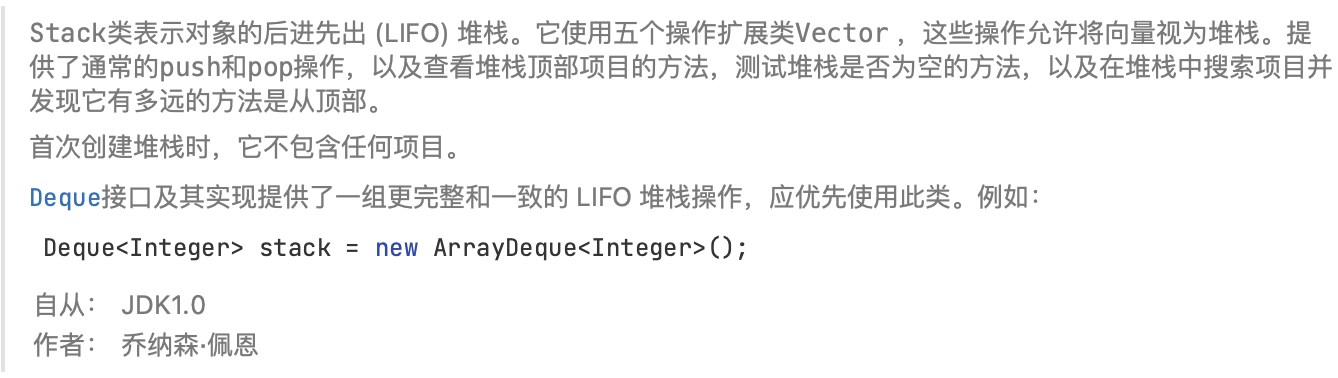 Stack类表示对象的后进先出 (LIFO) 堆栈。它使用五个操作扩展类Vector ，这些操作允许将向量视为堆栈。提
供了通常的push和pop操作，以及查看堆栈顶部项目的方法，测试堆栈是否为空的方法，以及在堆栈中搜索项目并
发现它有多远的方法是从顶部。
首次创建堆栈时，它不包含任何项目。
Deque接口及其实现提供了一组更完整和一致的 LIFO 堆栈操作，应优先使用此类。例如：
Deque<Integer> stack = new ArrayDeque<Integer>();
自从： JDK1.0
作者： 乔纳森·佩恩